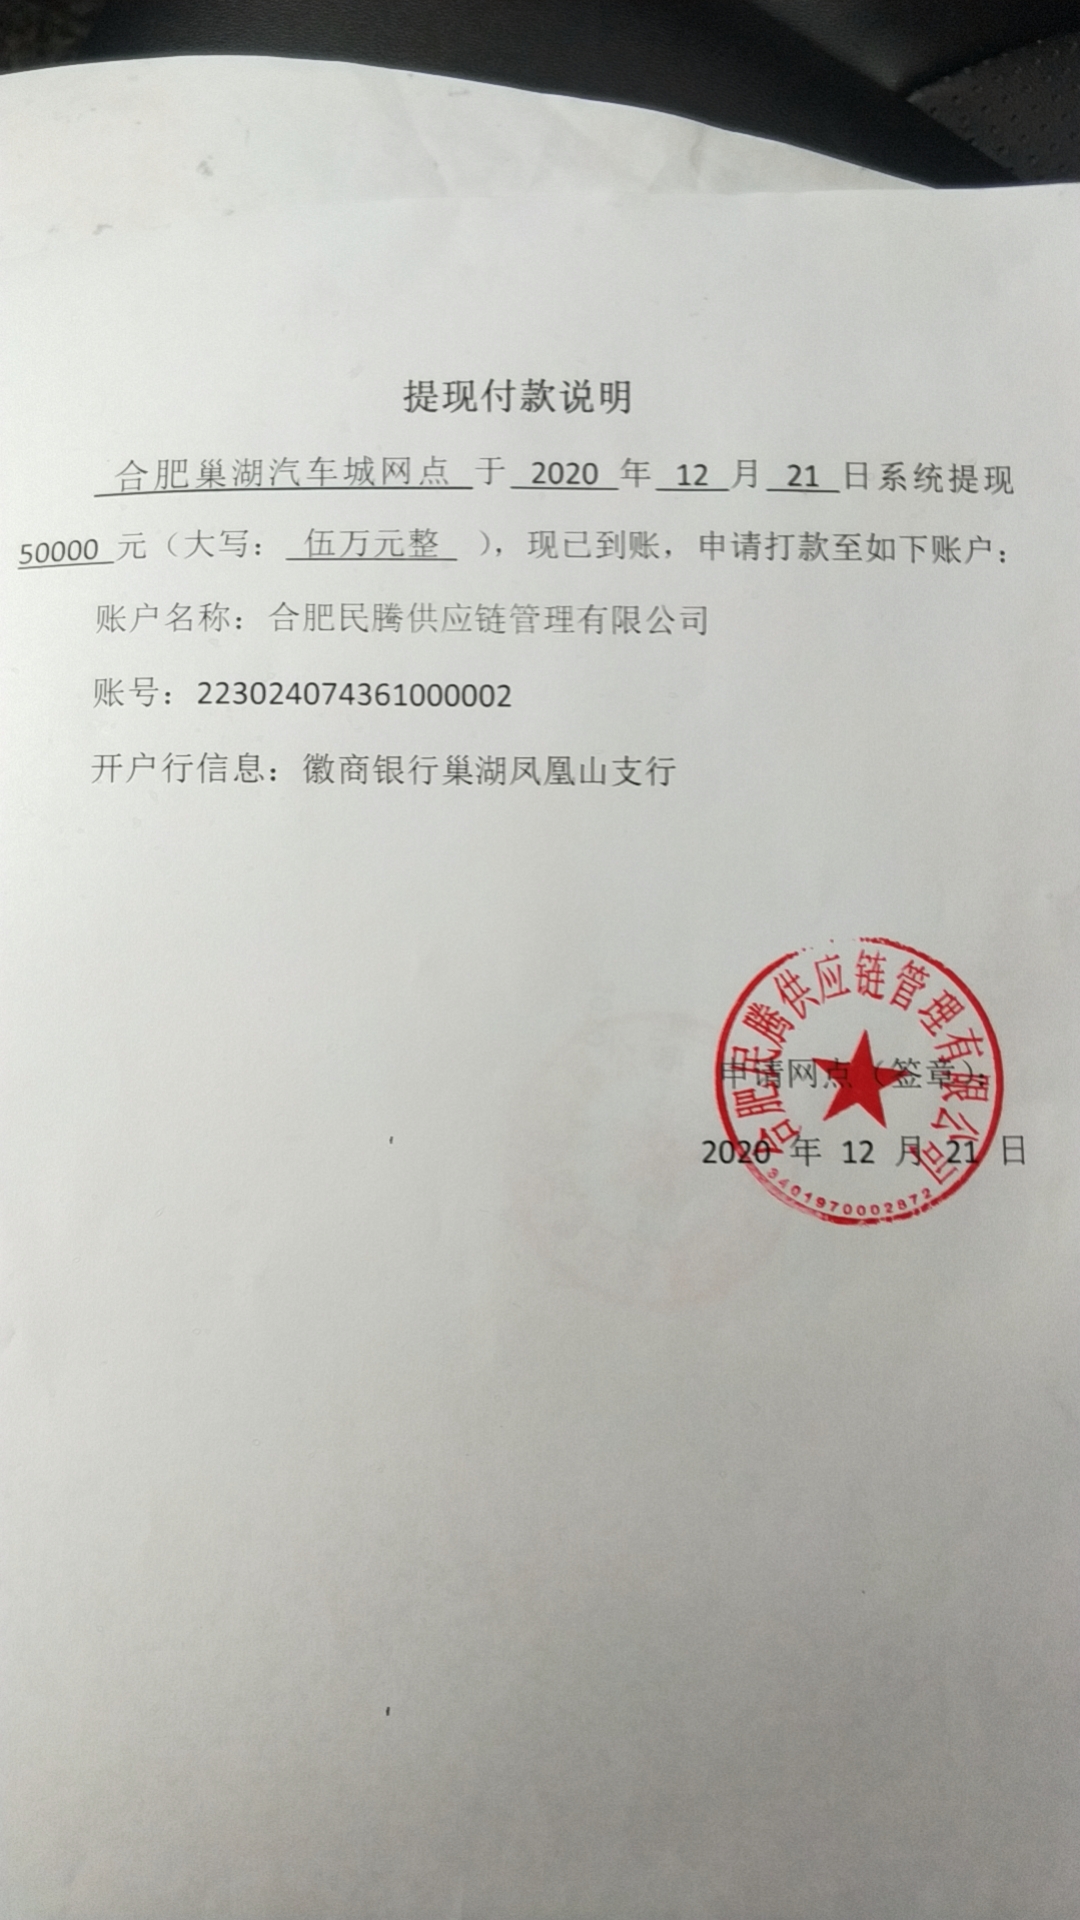 提现付款说明
合肥巢湖汽车城网点 于 2020 年 12 月 21 日系统提现
50000 元（大写： 伍万元整 ），现已到账，申请打款至如下账户：
账户名称：合肥民腾供应链管理有限公司
账号：223024074361000002
开户行信息：徽商银行巢湖凤凰山支行
合肥民腾供应链管理有限公司
申请网点（签章）：
2020 年 12 月 21 日
3401970002872